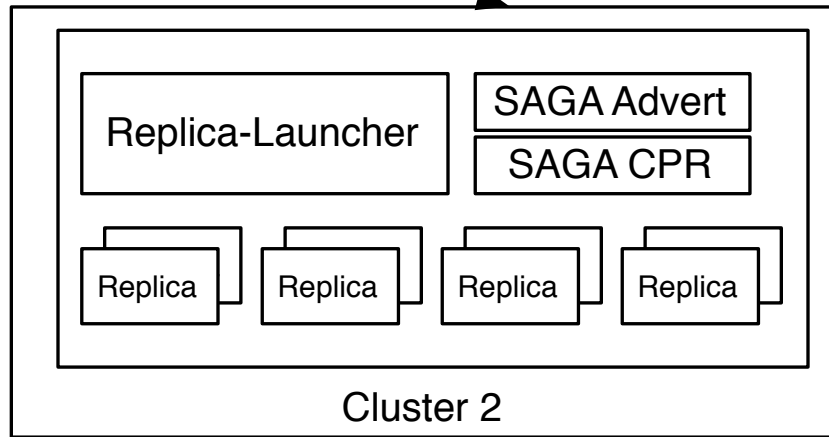 Replica-Launcher
SAGA Advert
SAGA CPR
Replica
Replica
Replica
Replica
Cluster 2